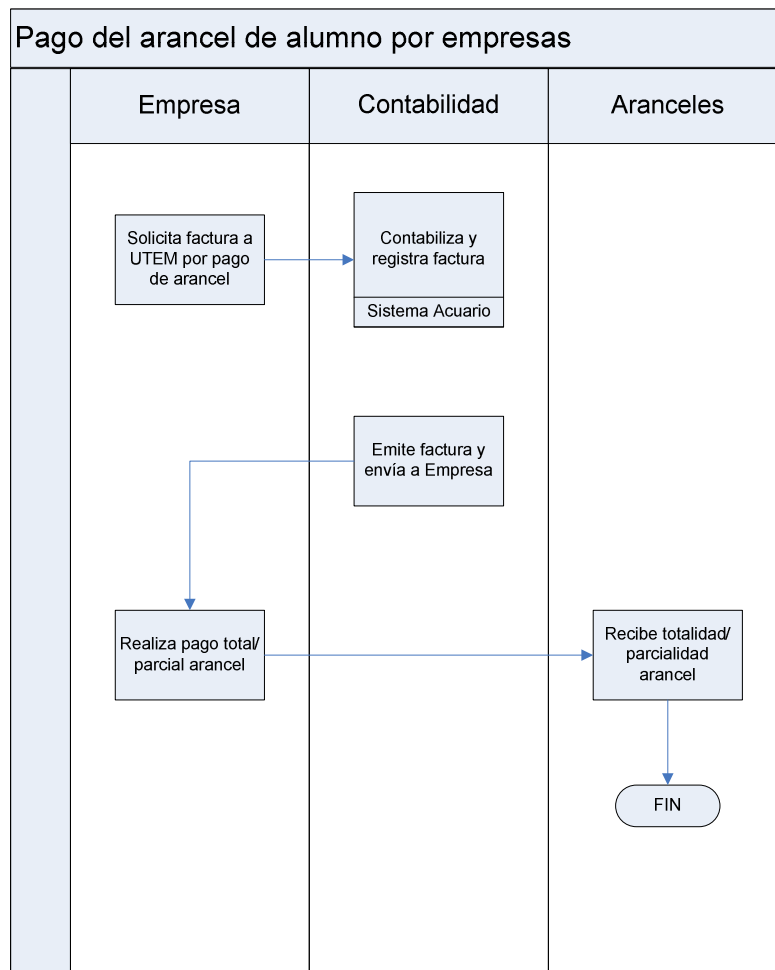 Pago del arancel de alumno por empresas
Empresa
Contabilidad
Aranceles
Solicita factura a
UTEM por pago
de arancel
Contabiliza y
registra factura
Sistema Acuario
Emite factura y
envía a Empresa
Realiza pago total/
parcial arancel
Recibe totalidad/
parcialidad
arancel
FIN